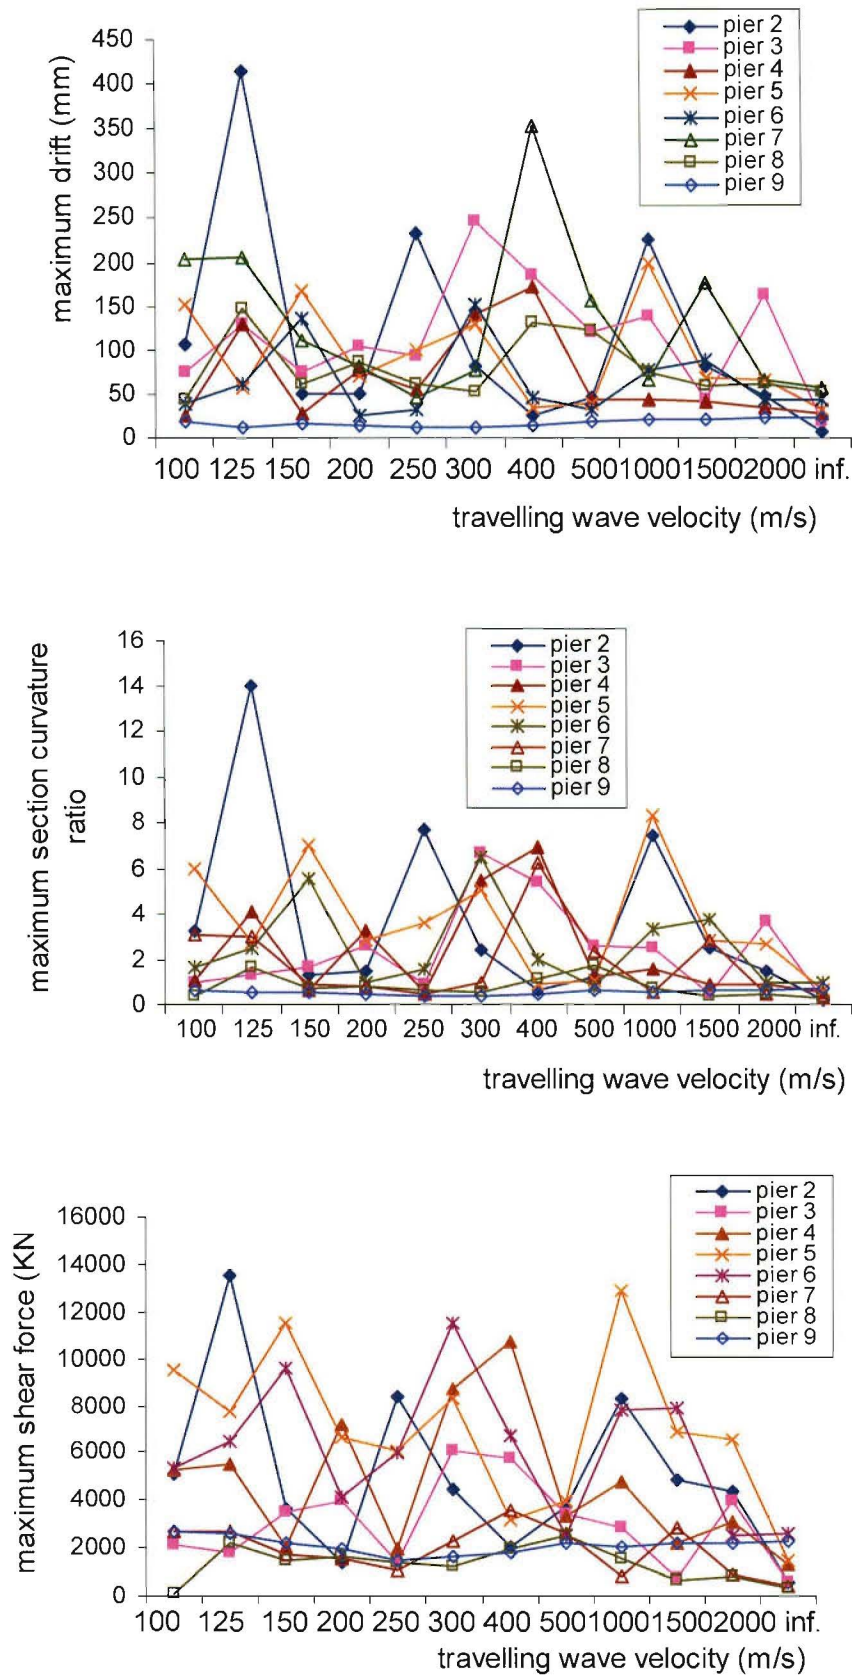 maximum drift (mm)
450
400
350
300
250
200
150
100
50
0
pier 2
pier 3
pier 4
pier 5
pier 6
pier 7
pier 8
pier 9
100 125 150 200 250 300 400 500 1000 1500 2000 inf.
travelling wave velocity (m/s)
maximum section curvature
ratio
16
14
12
10
8
6
4
2
0
pier 2
pier 3
pier 4
pier 5
pier 6
pier 7
pier 8
pier 9
100 125 150 200 250 300 400 500 1000 1500 2000 inf.
travelling wave velocity (m/s)
maximum shear force (KN
16000
14000
12000
10000
8000
6000
4000
2000
0
pier 2
pier 3
pier 4
pier 5
pier 6
pier 7
pier 8
pier 9
100 125 150 200 250 300 400 500 1000 1500 2000 inf.
travelling wave velocity (m/s)